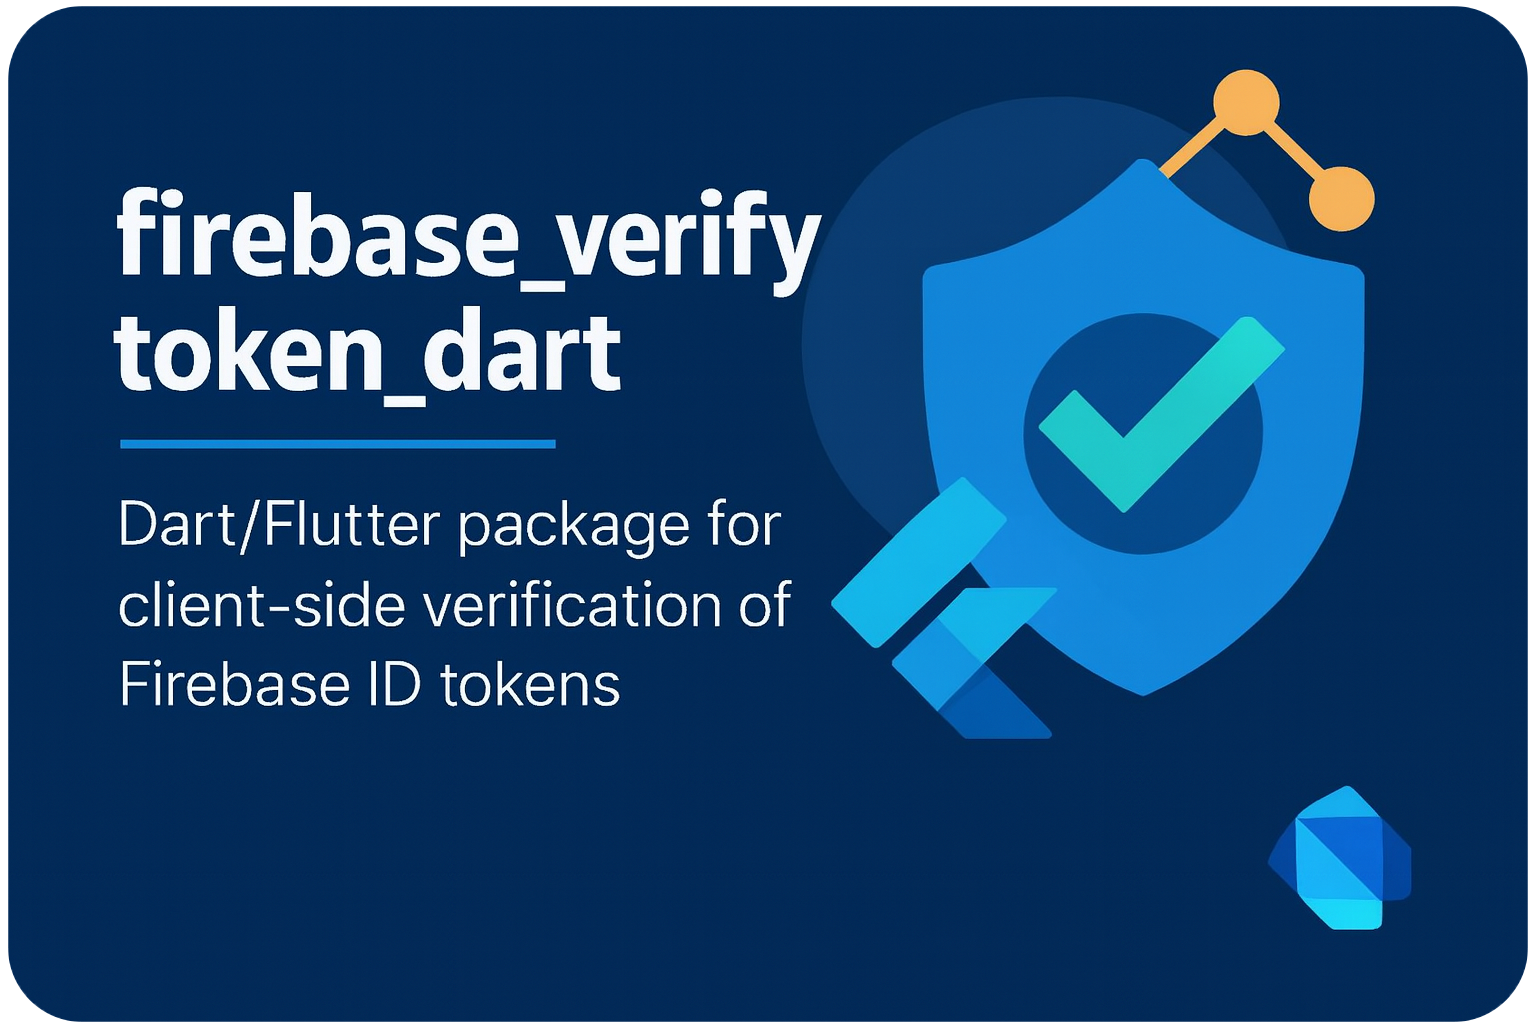 firebase_verify
token_dart
Dart/Flutter package for
client-side verification of
Firebase ID tokens